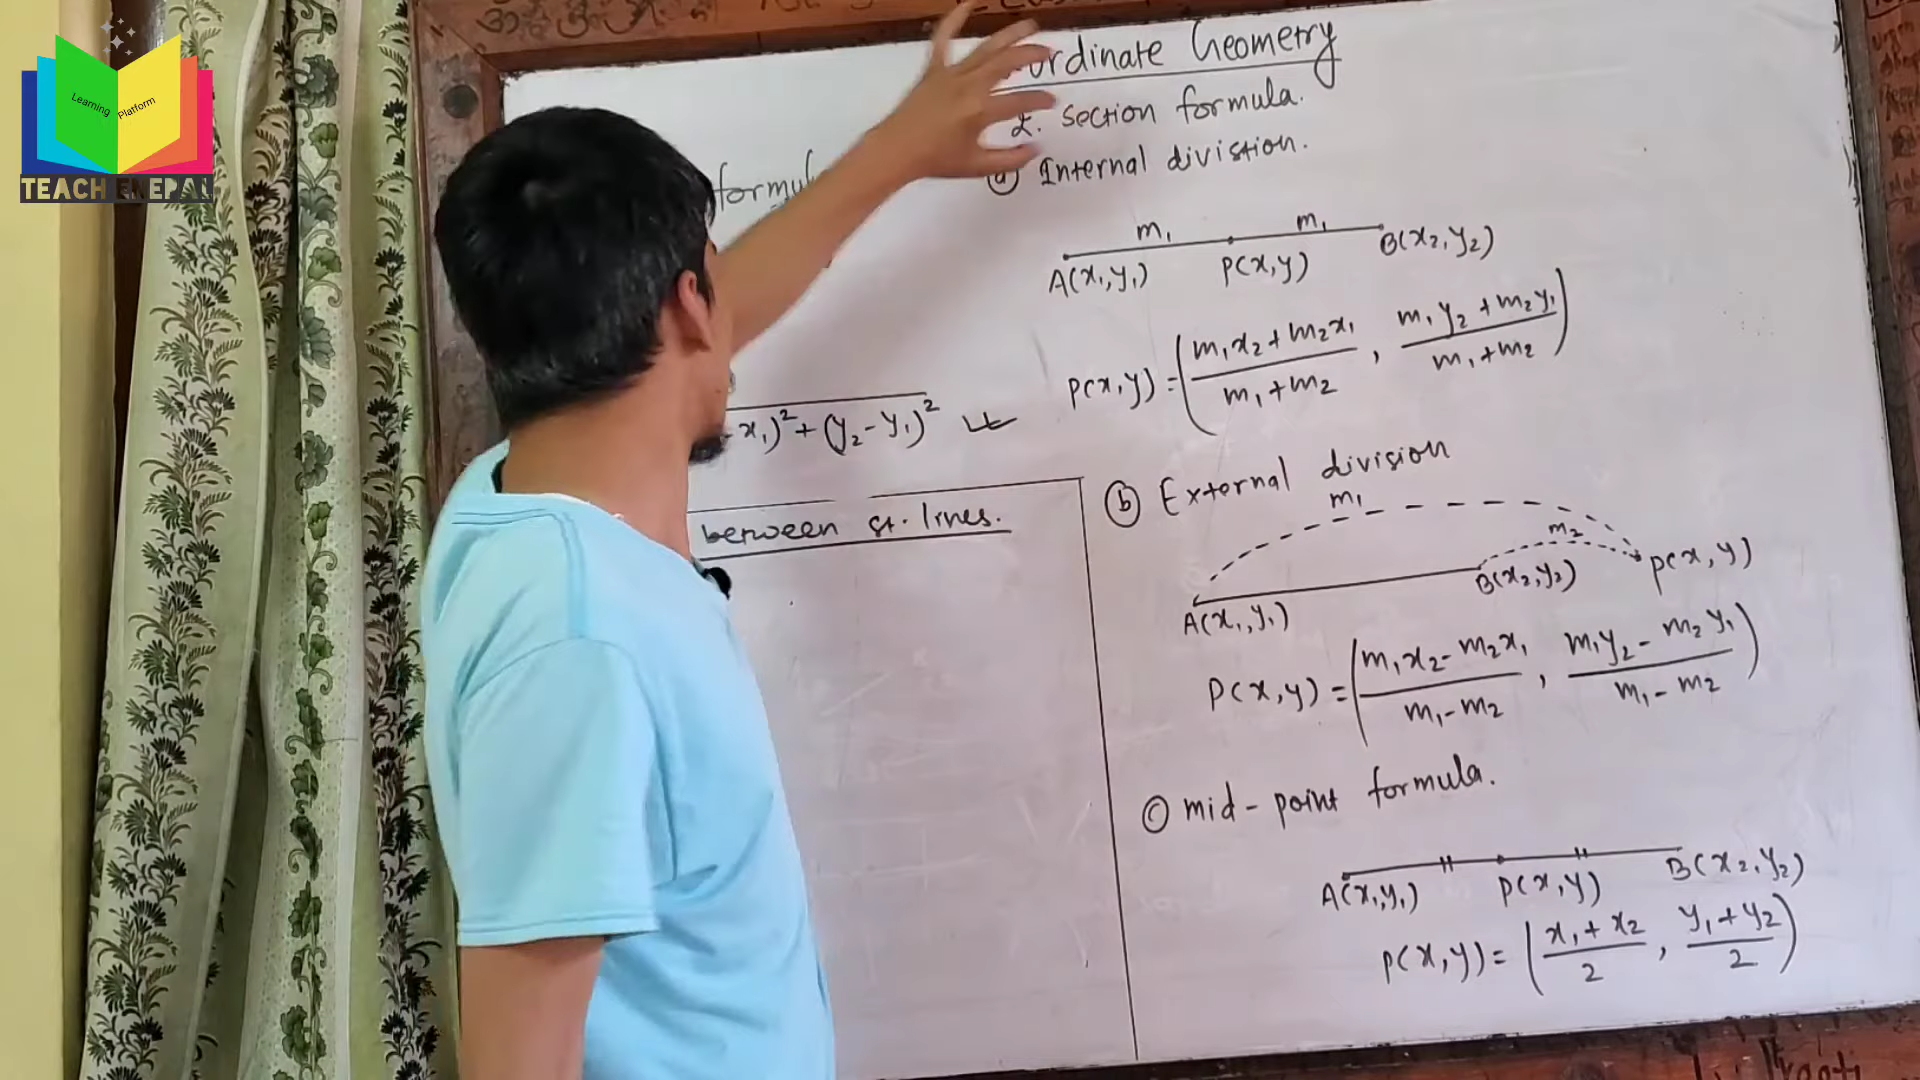 Learning Platform
TEACH ENEPAL
ordinate Geometry
2. Section formula.
(a) Internal divistion.
m₁ m₁
A(x₁,y₁) P(x,y) B(x₂,y₂)
P(x,y) = (m₁x₂+m₂x₁/m₁+m₂ , m₁y₂+m₂y₁/m₁+m₂)
(b) External division
m₁
m₂
A(x₁,y₁) B(x₂,y₂) P(x,y)
P(x,y) = (m₁x₂-m₂x₁/m₁-m₂ , m₁y₂-m₂y₁/m₁-m₂)
(c) mid-point formula.
A(x₁,y₁) P(x,y) B(x₂,y₂)
P(x,y) = (x₁+x₂/2 , y₁+y₂/2)
- x₁)²+(y₂-y₁)²
between st. lines.